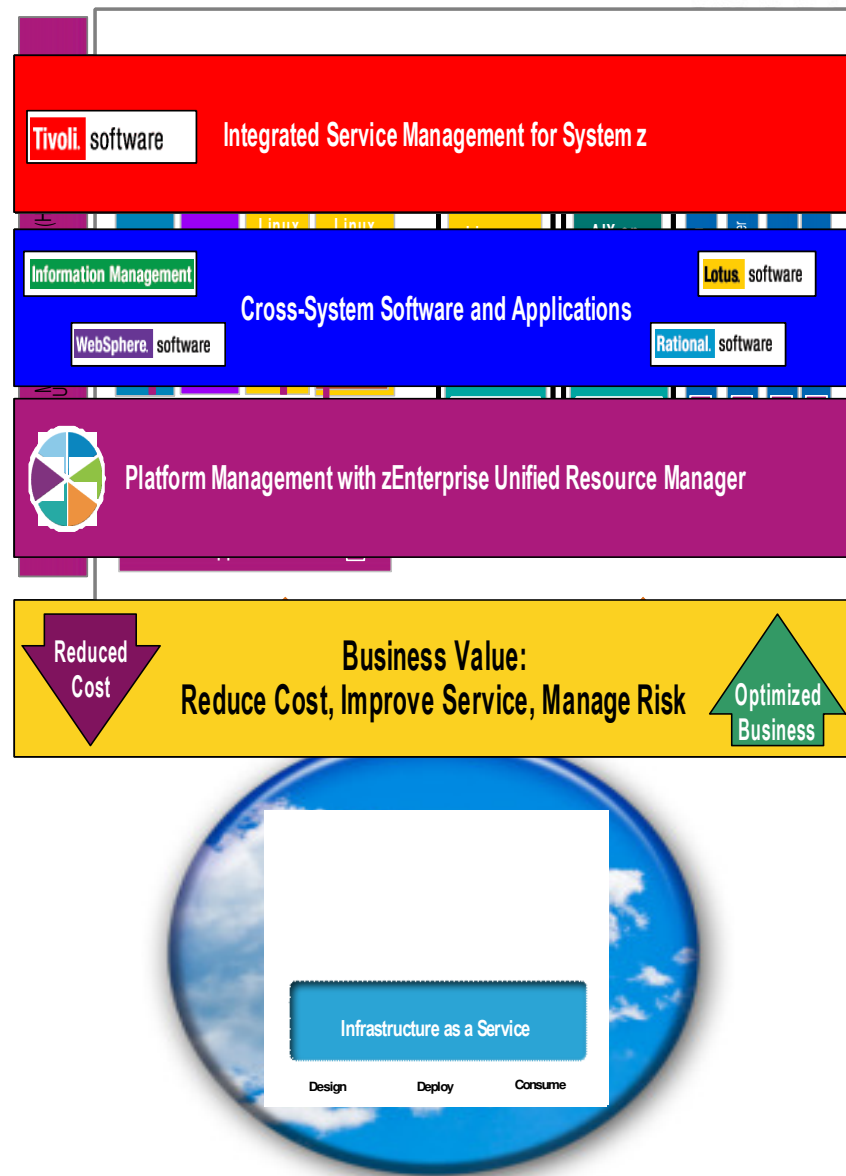 Tivoli. software
Integrated Service Management for System z
Linux Linux
Information Management
Lotus. software
Cross-System Software and Applications
WebSphere. software
Rational. software
Platform Management with zEnterprise Unified Resource Manager
Reduced
Cost
Business Value:
Reduce Cost, Improve Service, Manage Risk
Optimized
Business
Infrastructure as a Service
Design Deploy Consume